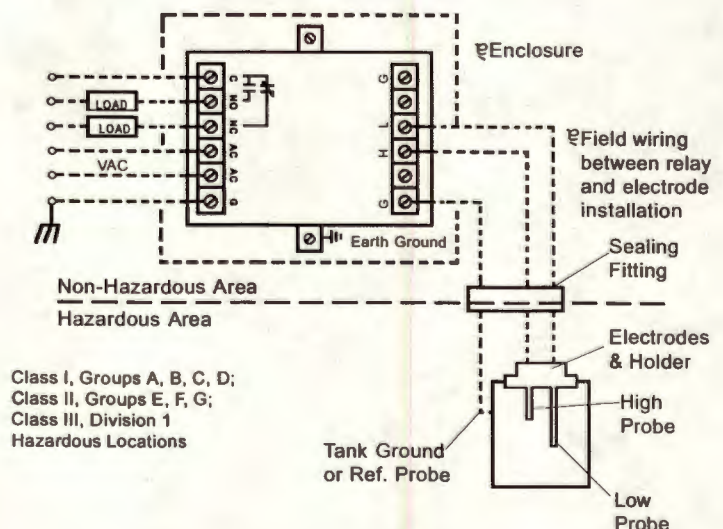 Enclosure
C
NO
NC
AC
AC
G
LOAD
LOAD
VAC
G
L
H
G
Earth Ground
Field wiring
between relay
and electrode
installation
Sealing
Fitting
Non-Hazardous Area
Hazardous Area
Class I, Groups A, B, C, D;
Class II, Groups E, F, G;
Class III, Division 1
Hazardous Locations
Electrodes
& Holder
High
Probe
Tank Ground
or Ref. Probe
Low
Probe